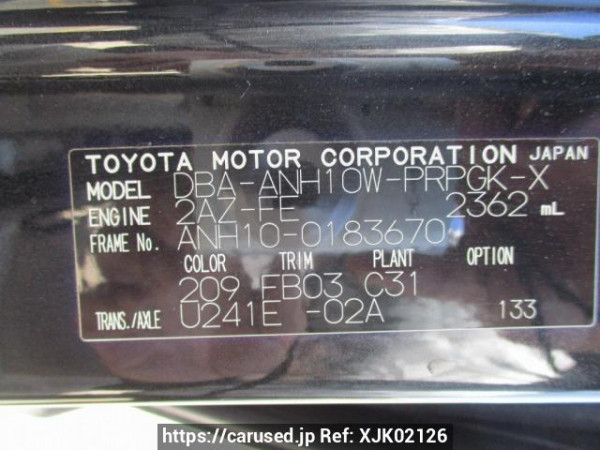 TOYOTA MOTOR CORPORATION JAPAN
MODEL DBA-ANH10W-PRPGK-X
ENGINE 2AZ-FE 2362 mL
FRAME No. ANH10-0183670
COLOR TRIM PLANT OPTION
209 FB03 C31
TRANS./AXLE U241E -02A 133
https://carused.jp Ref: XJK02126